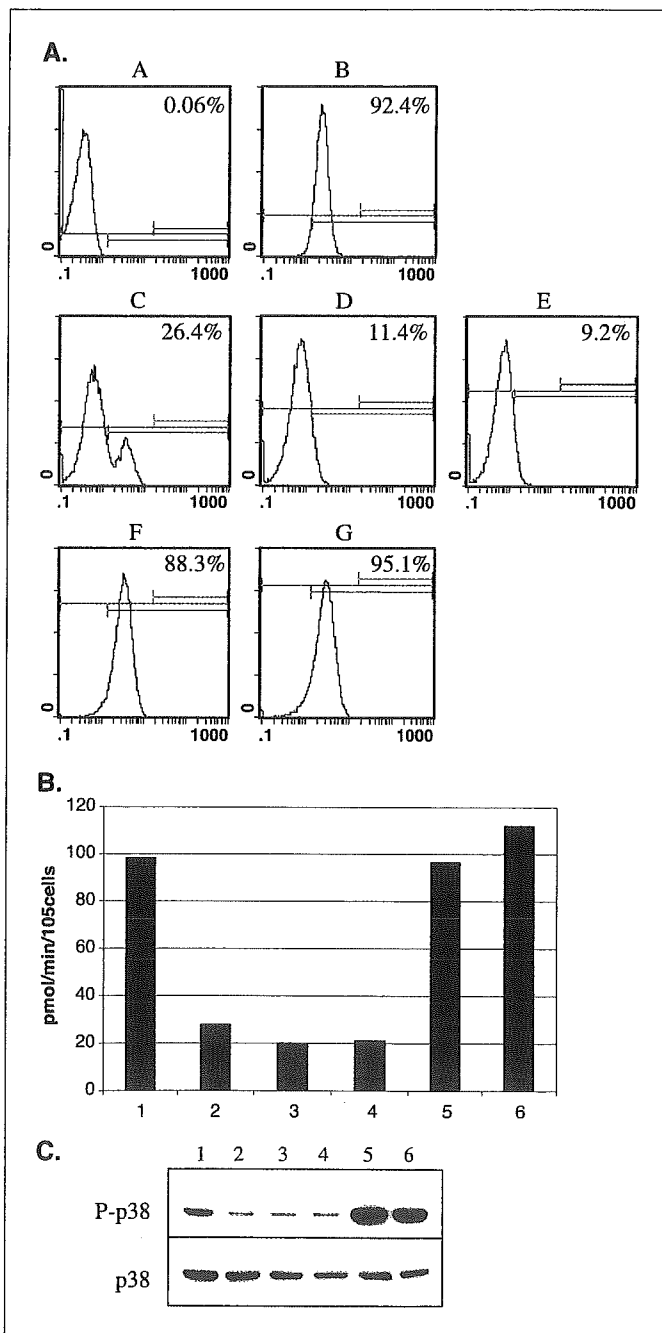 A.
A B
0.06% 92.4%
0 0
.1 1000 .1 1000
C D E
26.4% 11.4% 9.2%
0 0 0
.1 1000 .1 1000 .1 1000
F G
88.3% 95.1%
0 0
.1 1000 .1 1000
B.
120
100
80
60
40
20
0
pmol/min/105cells
1 2 3 4 5 6
C.
1 2 3 4 5 6
P-p38
p38